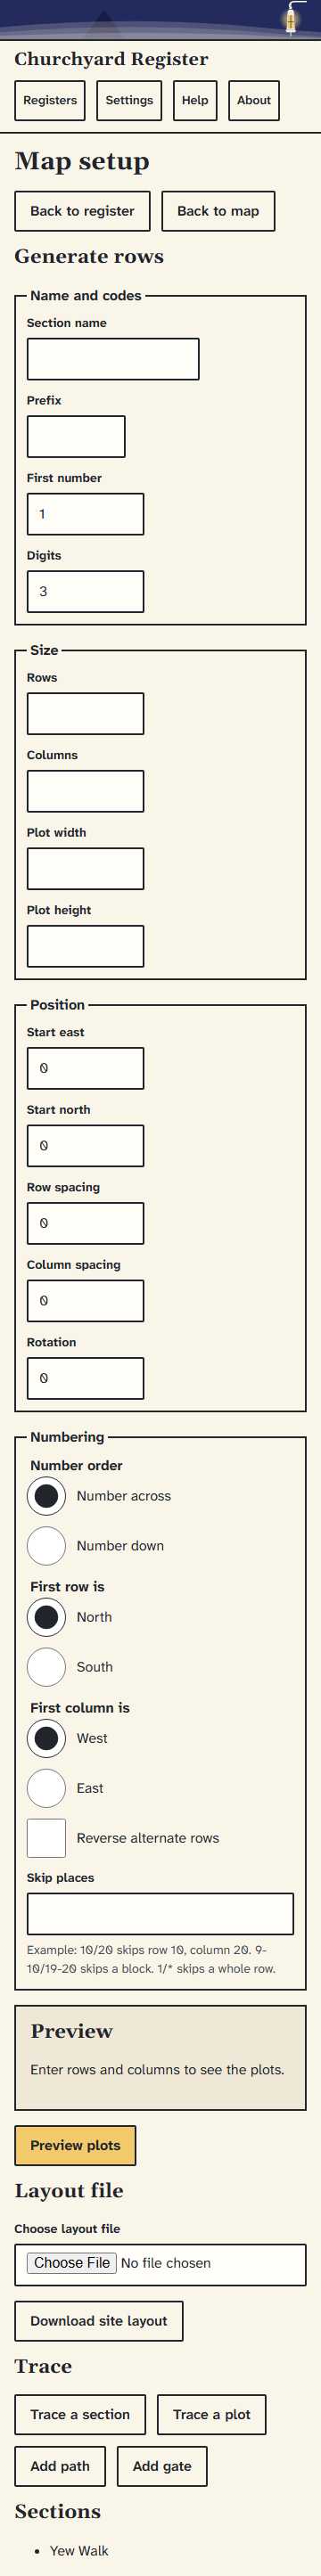 Churchyard Register
Registers
Settings
Help
About
Map setup
Back to register
Back to map
Generate rows
Name and codes
Section name
Prefix
First number
1
Digits
3
Size
Rows
Columns
Plot width
Plot height
Position
Start east
0
Start north
0
Row spacing
0
Column spacing
0
Rotation
0
Numbering
Number order
Number across
Number down
First row is
North
South
First column is
West
East
Reverse alternate rows
Skip places
Example: 10/20 skips row 10, column 20. 9-
10/19-20 skips a block. 1/* skips a whole row.
Preview
Enter rows and columns to see the plots.
Preview plots
Layout file
Choose layout file
Choose File No file chosen
Download site layout
Trace
Trace a section
Trace a plot
Add path
Add gate
Sections
• Yew Walk